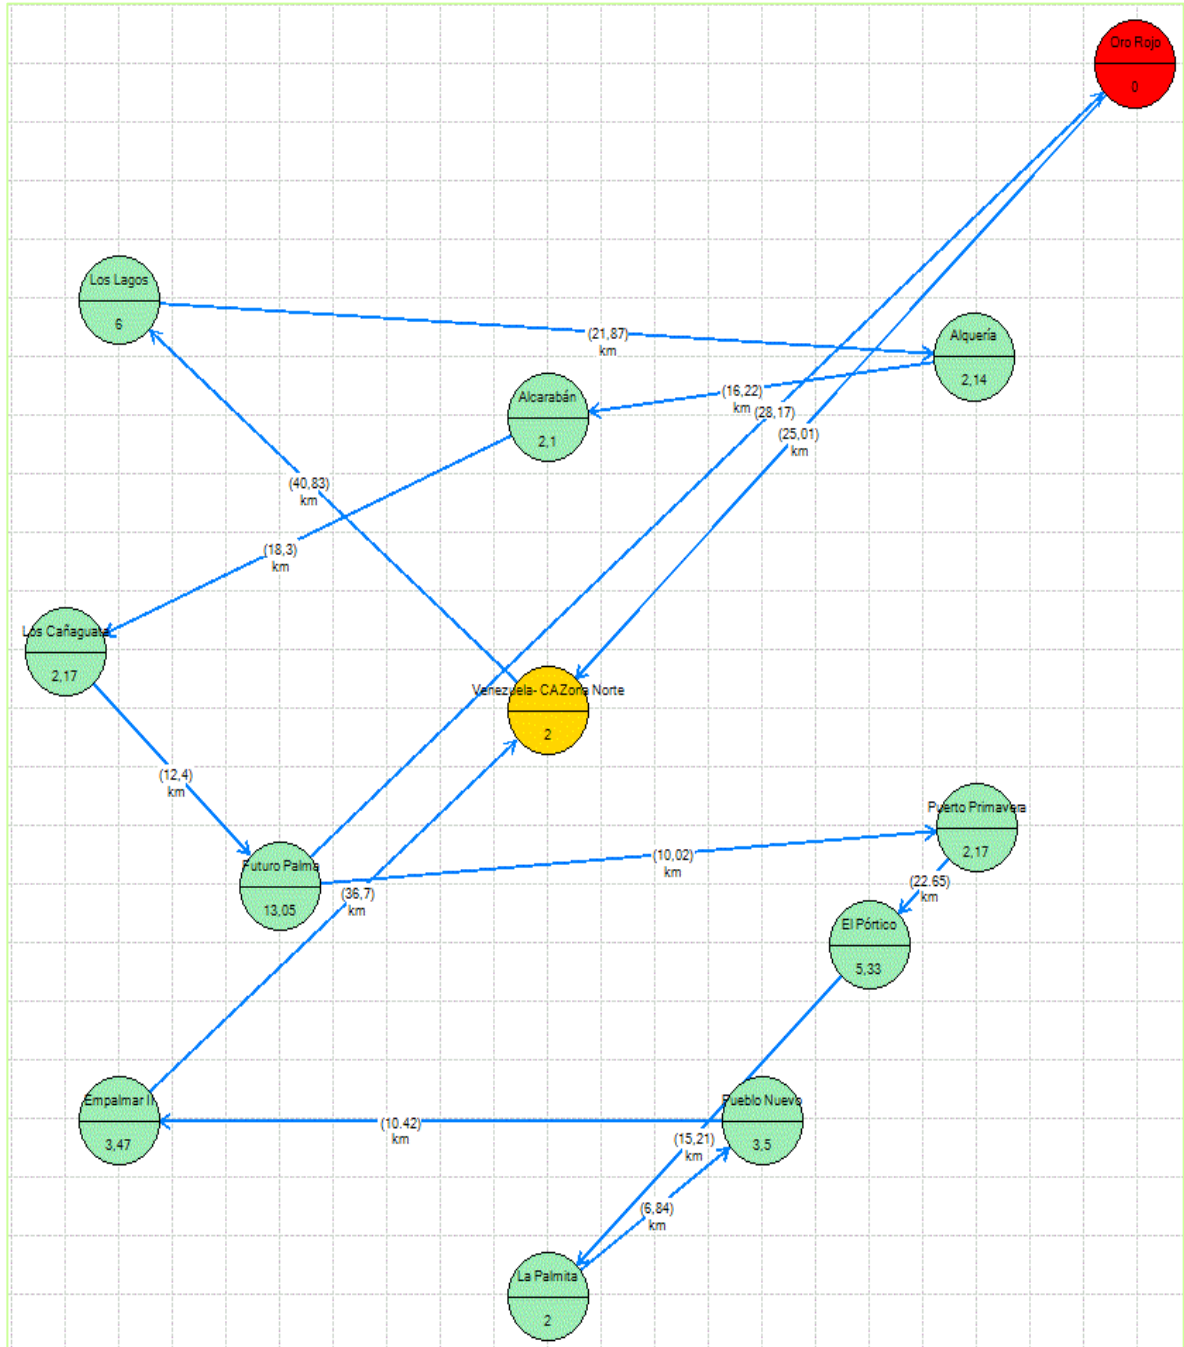 Oro Rojo
0
Los Lagos
6
(21,87)
km
Alquería
2,14
Alcarabán
2,1
(16,22)
km
(28,17)
(25,01)
km
(40,83)
km
(18,3)
km
Los Cañaguate
2,17
Venezuela- CAZona Norte
2
(12,4)
km
Puerto Primavera
2,17
Futuro Palma
13,05
(10,02)
km
(36,7)
km
(22.65)
km
El Pórtico
5,33
Empalmar II
3,47
(10.42)
km
Pueblo Nuevo
3,5
(15,21)
km
(6,84)
km
La Palmita
2